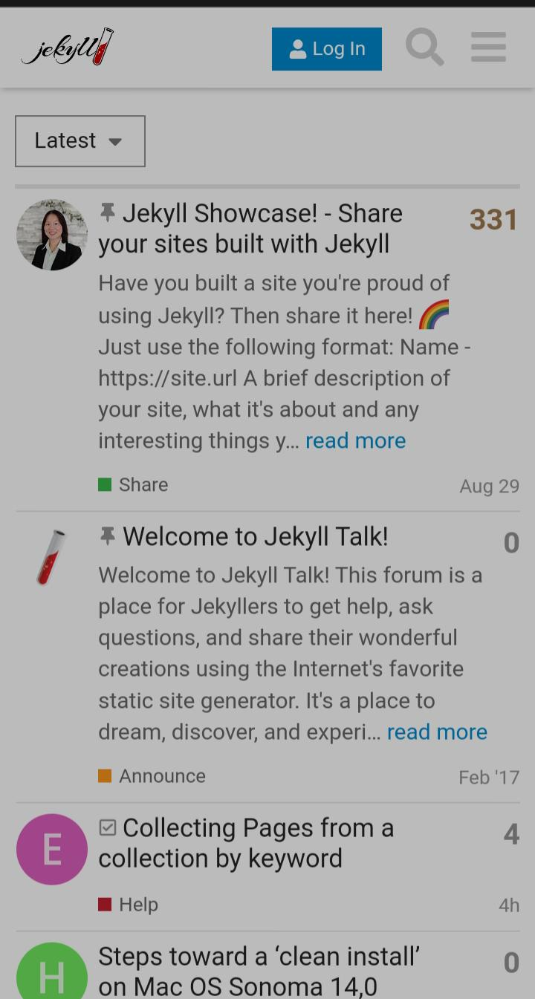 jekyll
Log In
Latest
Jekyll Showcase! - Share
your sites built with Jekyll
331
Have you built a site you're proud of
using Jekyll? Then share it here!
Just use the following format: Name -
https://site.url A brief description of
your site, what it's about and any
interesting things y... read more
Share
Aug 29
Welcome to Jekyll Talk!
0
Welcome to Jekyll Talk! This forum is a
place for Jekyllers to get help, ask
questions, and share their wonderful
creations using the Internet's favorite
static site generator. It's a place to
dream, discover, and experi... read more
Announce
Feb '17
E
Collecting Pages from a
collection by keyword
4
Help
4h
H
Steps toward a ‘clean install’
on Mac OS Sonoma 14,0
0